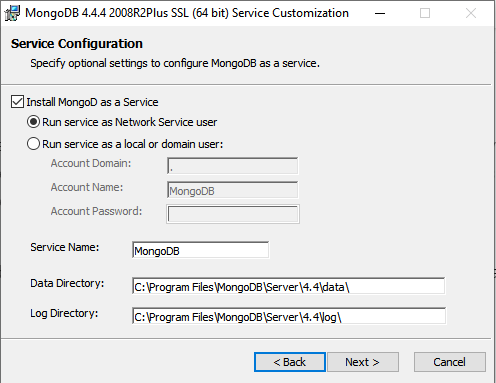 MongoDB 4.4.4 2008R2Plus SSL (64 bit) Service Customization
Service Configuration
Specify optional settings to configure MongoDB as a service.
Install MongoD as a Service
Run service as Network Service user
Run service as a local or domain user:
Account Domain: .
Account Name: MongoDB
Account Password:
Service Name: MongoDB
Data Directory: C:\Program Files\MongoDB\Server\4.4\data\
Log Directory: C:\Program Files\MongoDB\Server\4.4\log\
< Back Next > Cancel